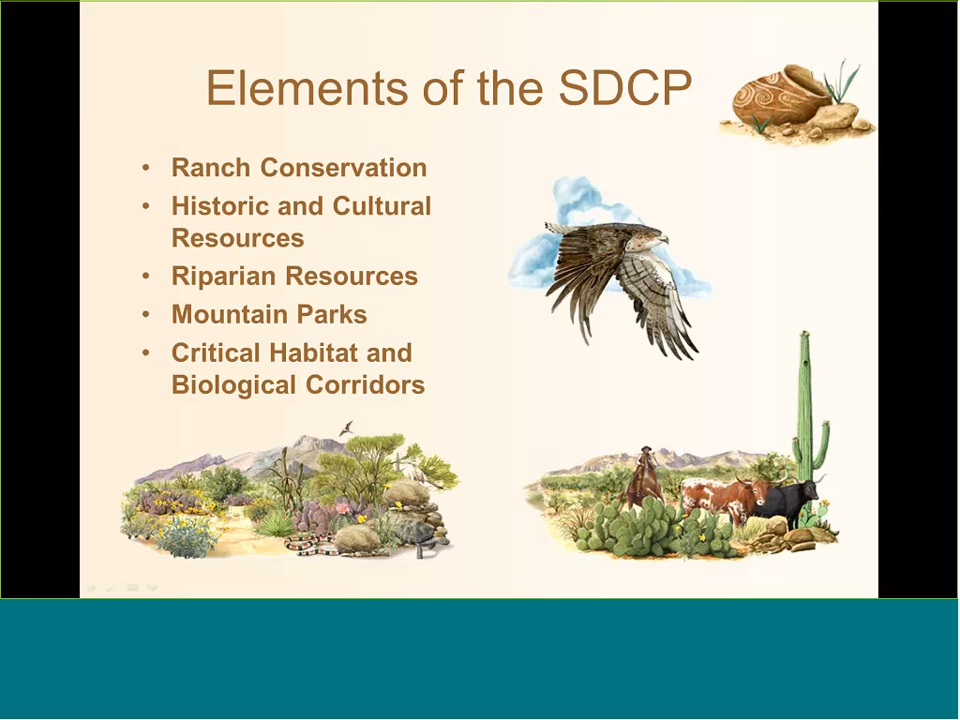 Elements of the SDCP
• Ranch Conservation
• Historic and Cultural
Resources
• Riparian Resources
• Mountain Parks
• Critical Habitat and
Biological Corridors